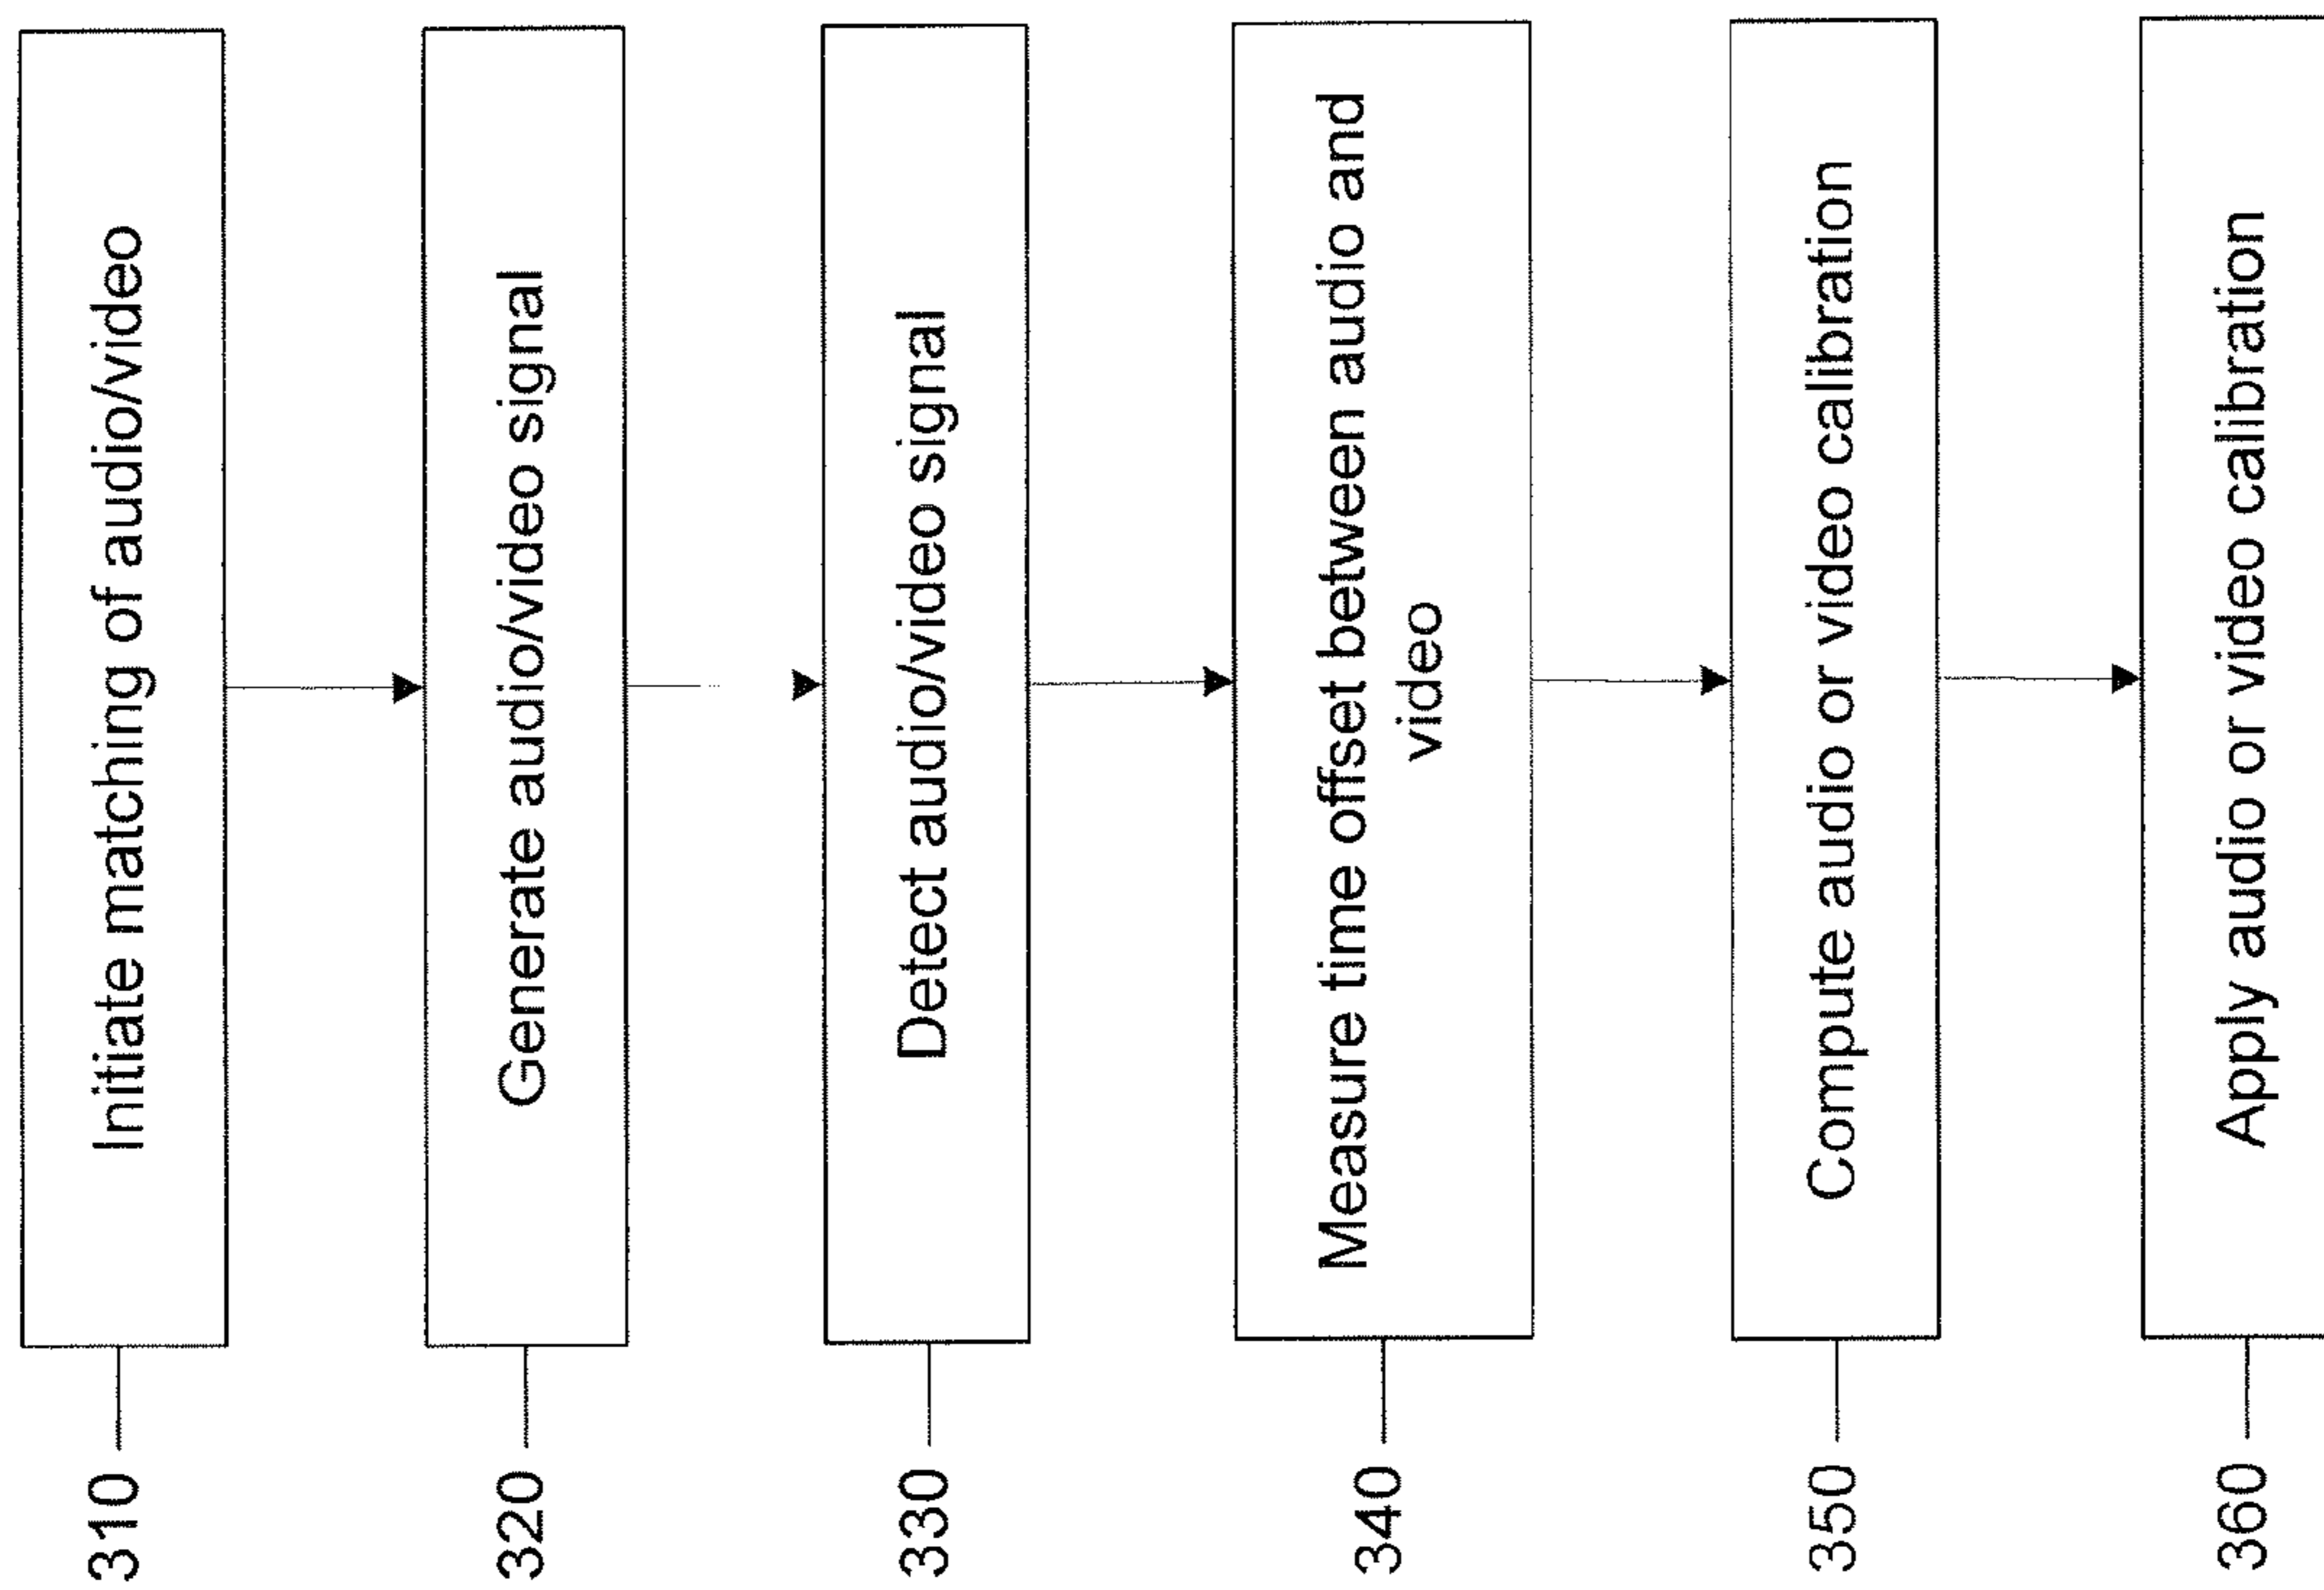 310
Initiate matching of audio/video
320
Generate audio/video signal
330
Detect audio/video signal
340
Measure time offset between audio and
video
350
Compute audio or video calibration
360
Apply audio or video calibration